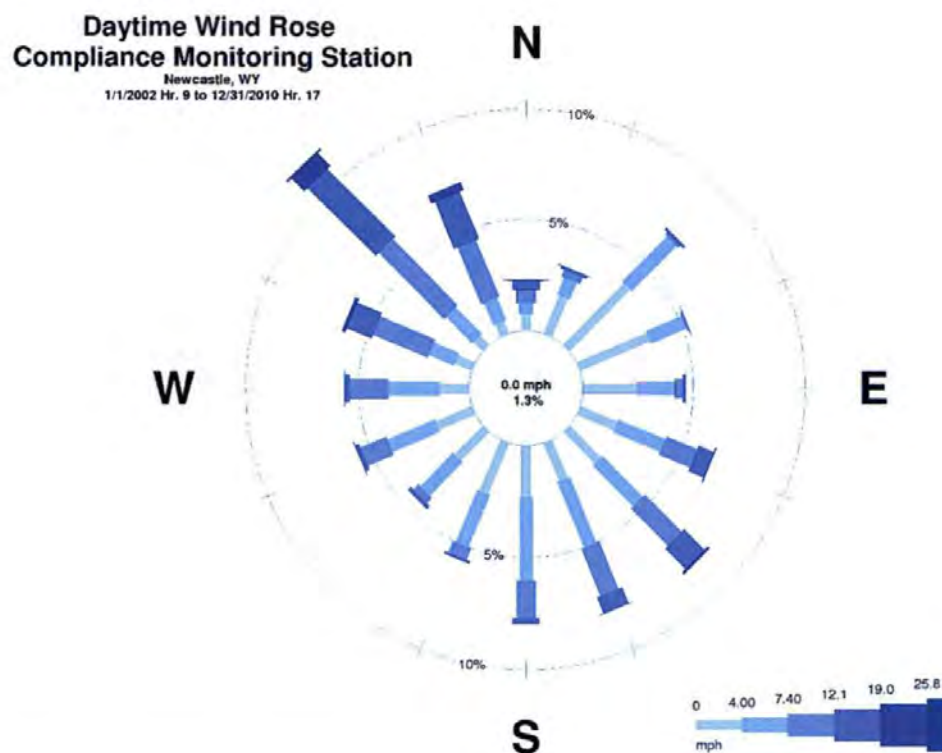 Daytime Wind Rose
Compliance Monitoring Station
Newcastle, WY
1/1/2002 Hr. 9 to 12/31/2010 Hr. 17
N
10%
5%
W
0.0 mph
1.3%
E
5%
10%
S
0 4.00 7.40 12.1 19.0 25.8
mph